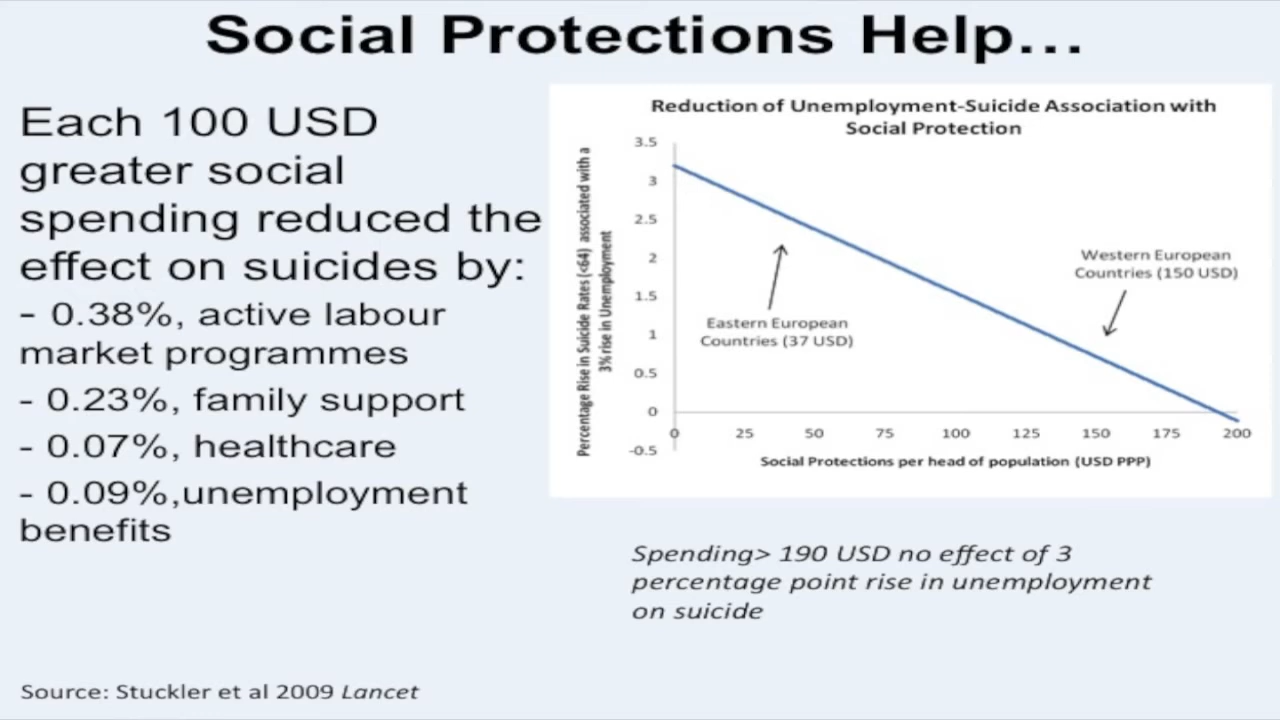 Social Protections Help...
Each 100 USD
greater social
spending reduced the
effect on suicides by:
- 0.38%, active labour
market programmes
- 0.23%, family support
- 0.07%, healthcare
- 0.09%,unemployment
benefits
Reduction of Unemployment-Suicide Association with
Social Protection
Percentage Rise in Suicide Rates (<64) associated with a
3% rise in Unemployment
3.5
3
2.5
2
1.5
1
0.5
0
-0.5
Eastern European
Countries (37 USD)
Western European
Countries (150 USD)
0 25 50 75 100 125 150 175 200
Social Protections per head of population (USD PPP)
Spending> 190 USD no effect of 3
percentage point rise in unemployment
on suicide
Source: Stuckler et al 2009 Lancet